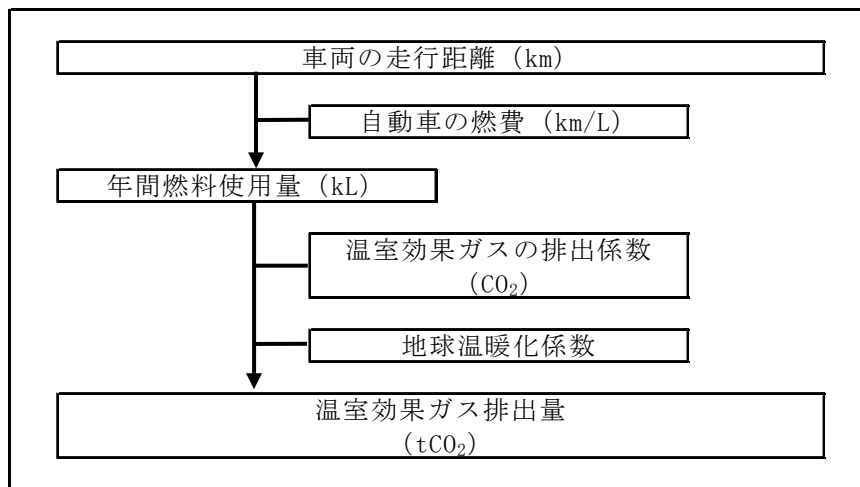 車両の走行距離（km）
自動車の燃費（km/L）
年間燃料使用量（kL）
温室効果ガスの排出係数
（CO₂）
地球温暖化係数
温室効果ガス排出量
（tCO₂）